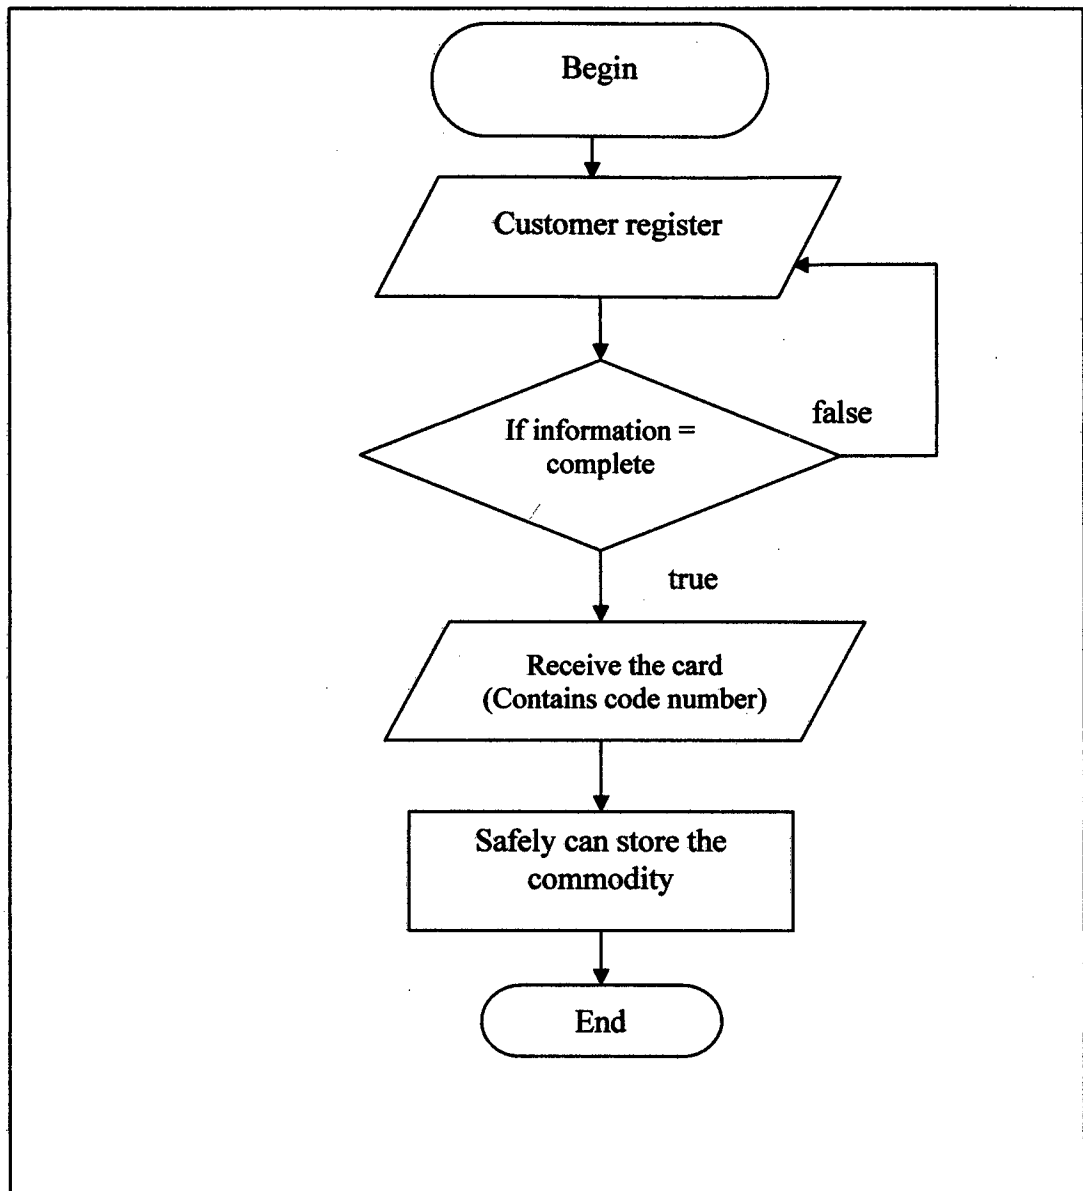 Begin
Customer register
If information =
complete
false
true
Receive the card
(Contains code number)
Safely can store the
commodity
End